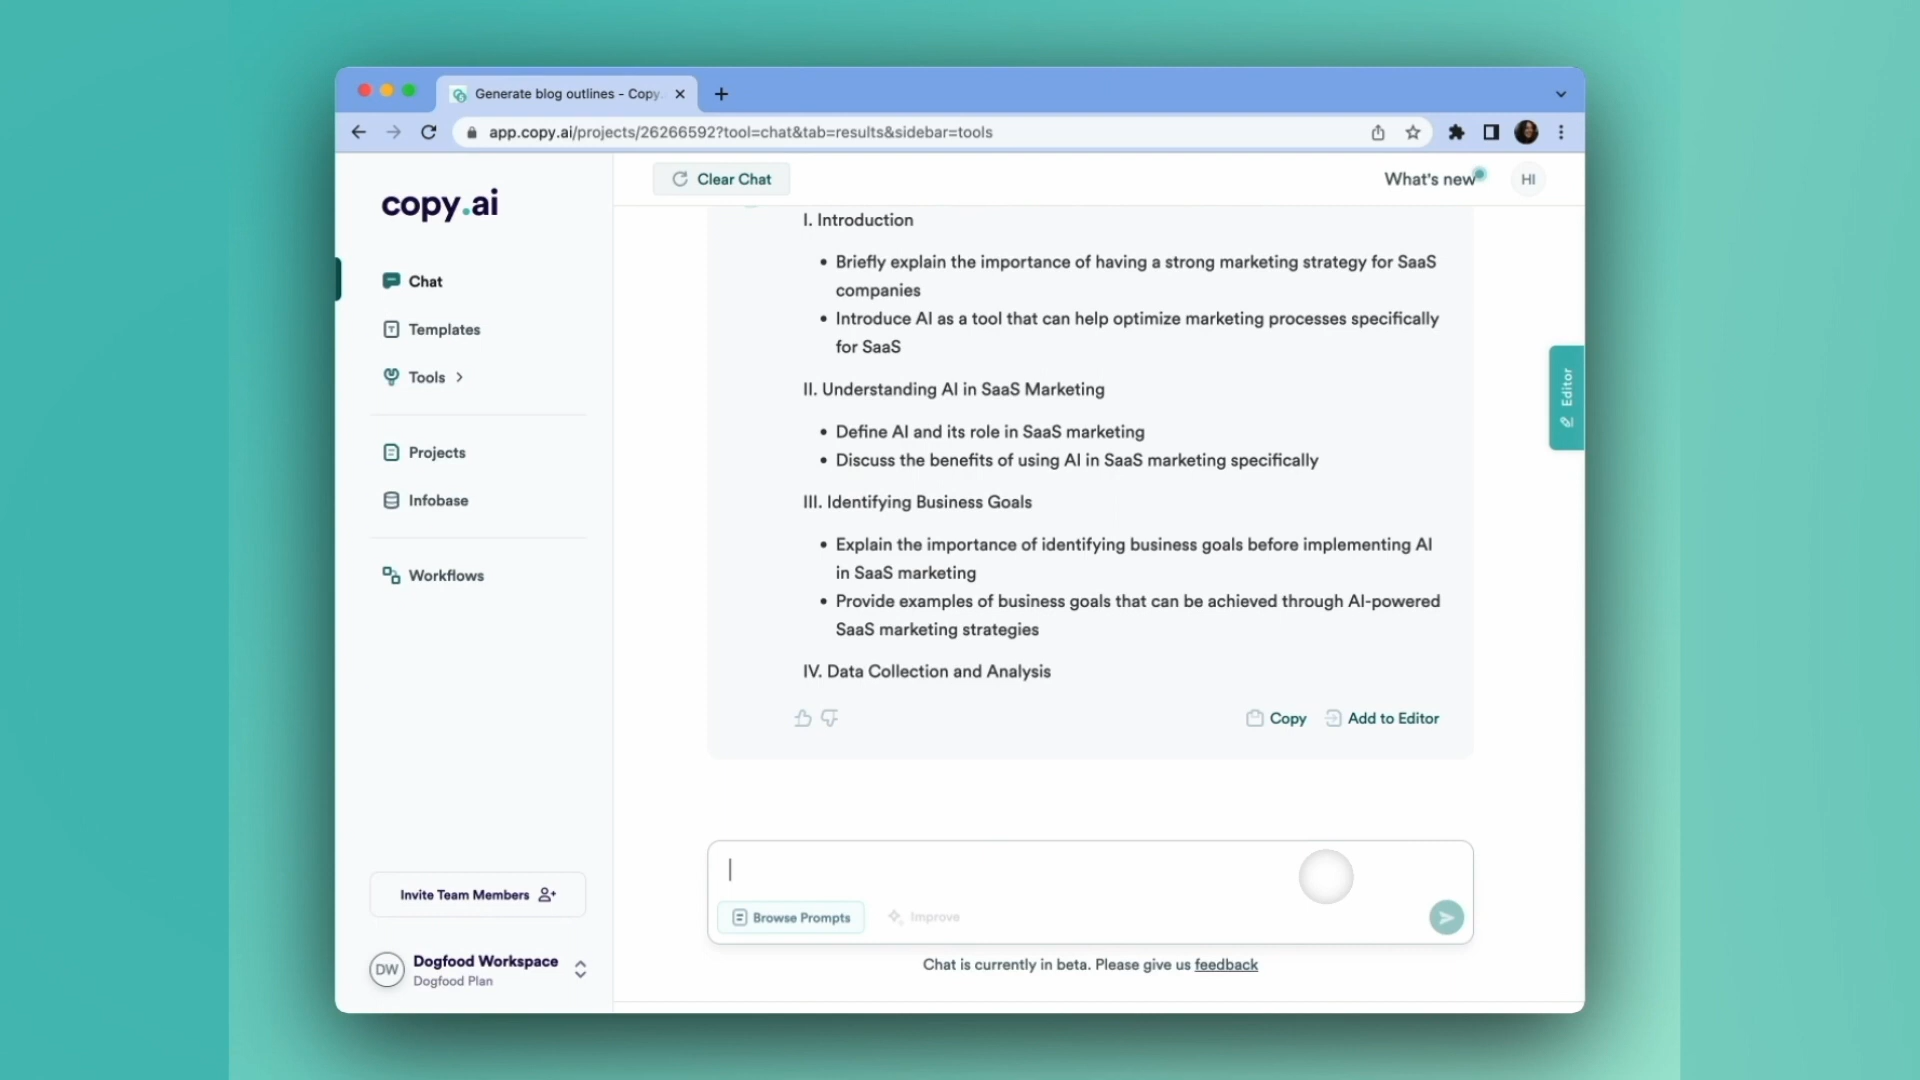 Generate blog outlines - Copy.
app.copy.ai/projects/26266592?tool=chat&tab=results&sidebar=tools
copy.ai
Clear Chat
What's new
HI
Chat
Templates
Tools
Projects
Infobase
Workflows
I. Introduction
• Briefly explain the importance of having a strong marketing strategy for SaaS
companies
• Introduce AI as a tool that can help optimize marketing processes specifically
for SaaS
II. Understanding AI in SaaS Marketing
• Define AI and its role in SaaS marketing
• Discuss the benefits of using AI in SaaS marketing specifically
III. Identifying Business Goals
• Explain the importance of identifying business goals before implementing AI
in SaaS marketing
• Provide examples of business goals that can be achieved through AI-powered
SaaS marketing strategies
IV. Data Collection and Analysis
Copy
Add to Editor
Editor
Browse Prompts
Improve
Chat is currently in beta. Please give us feedback
Invite Team Members
DW
Dogfood Workspace
Dogfood Plan